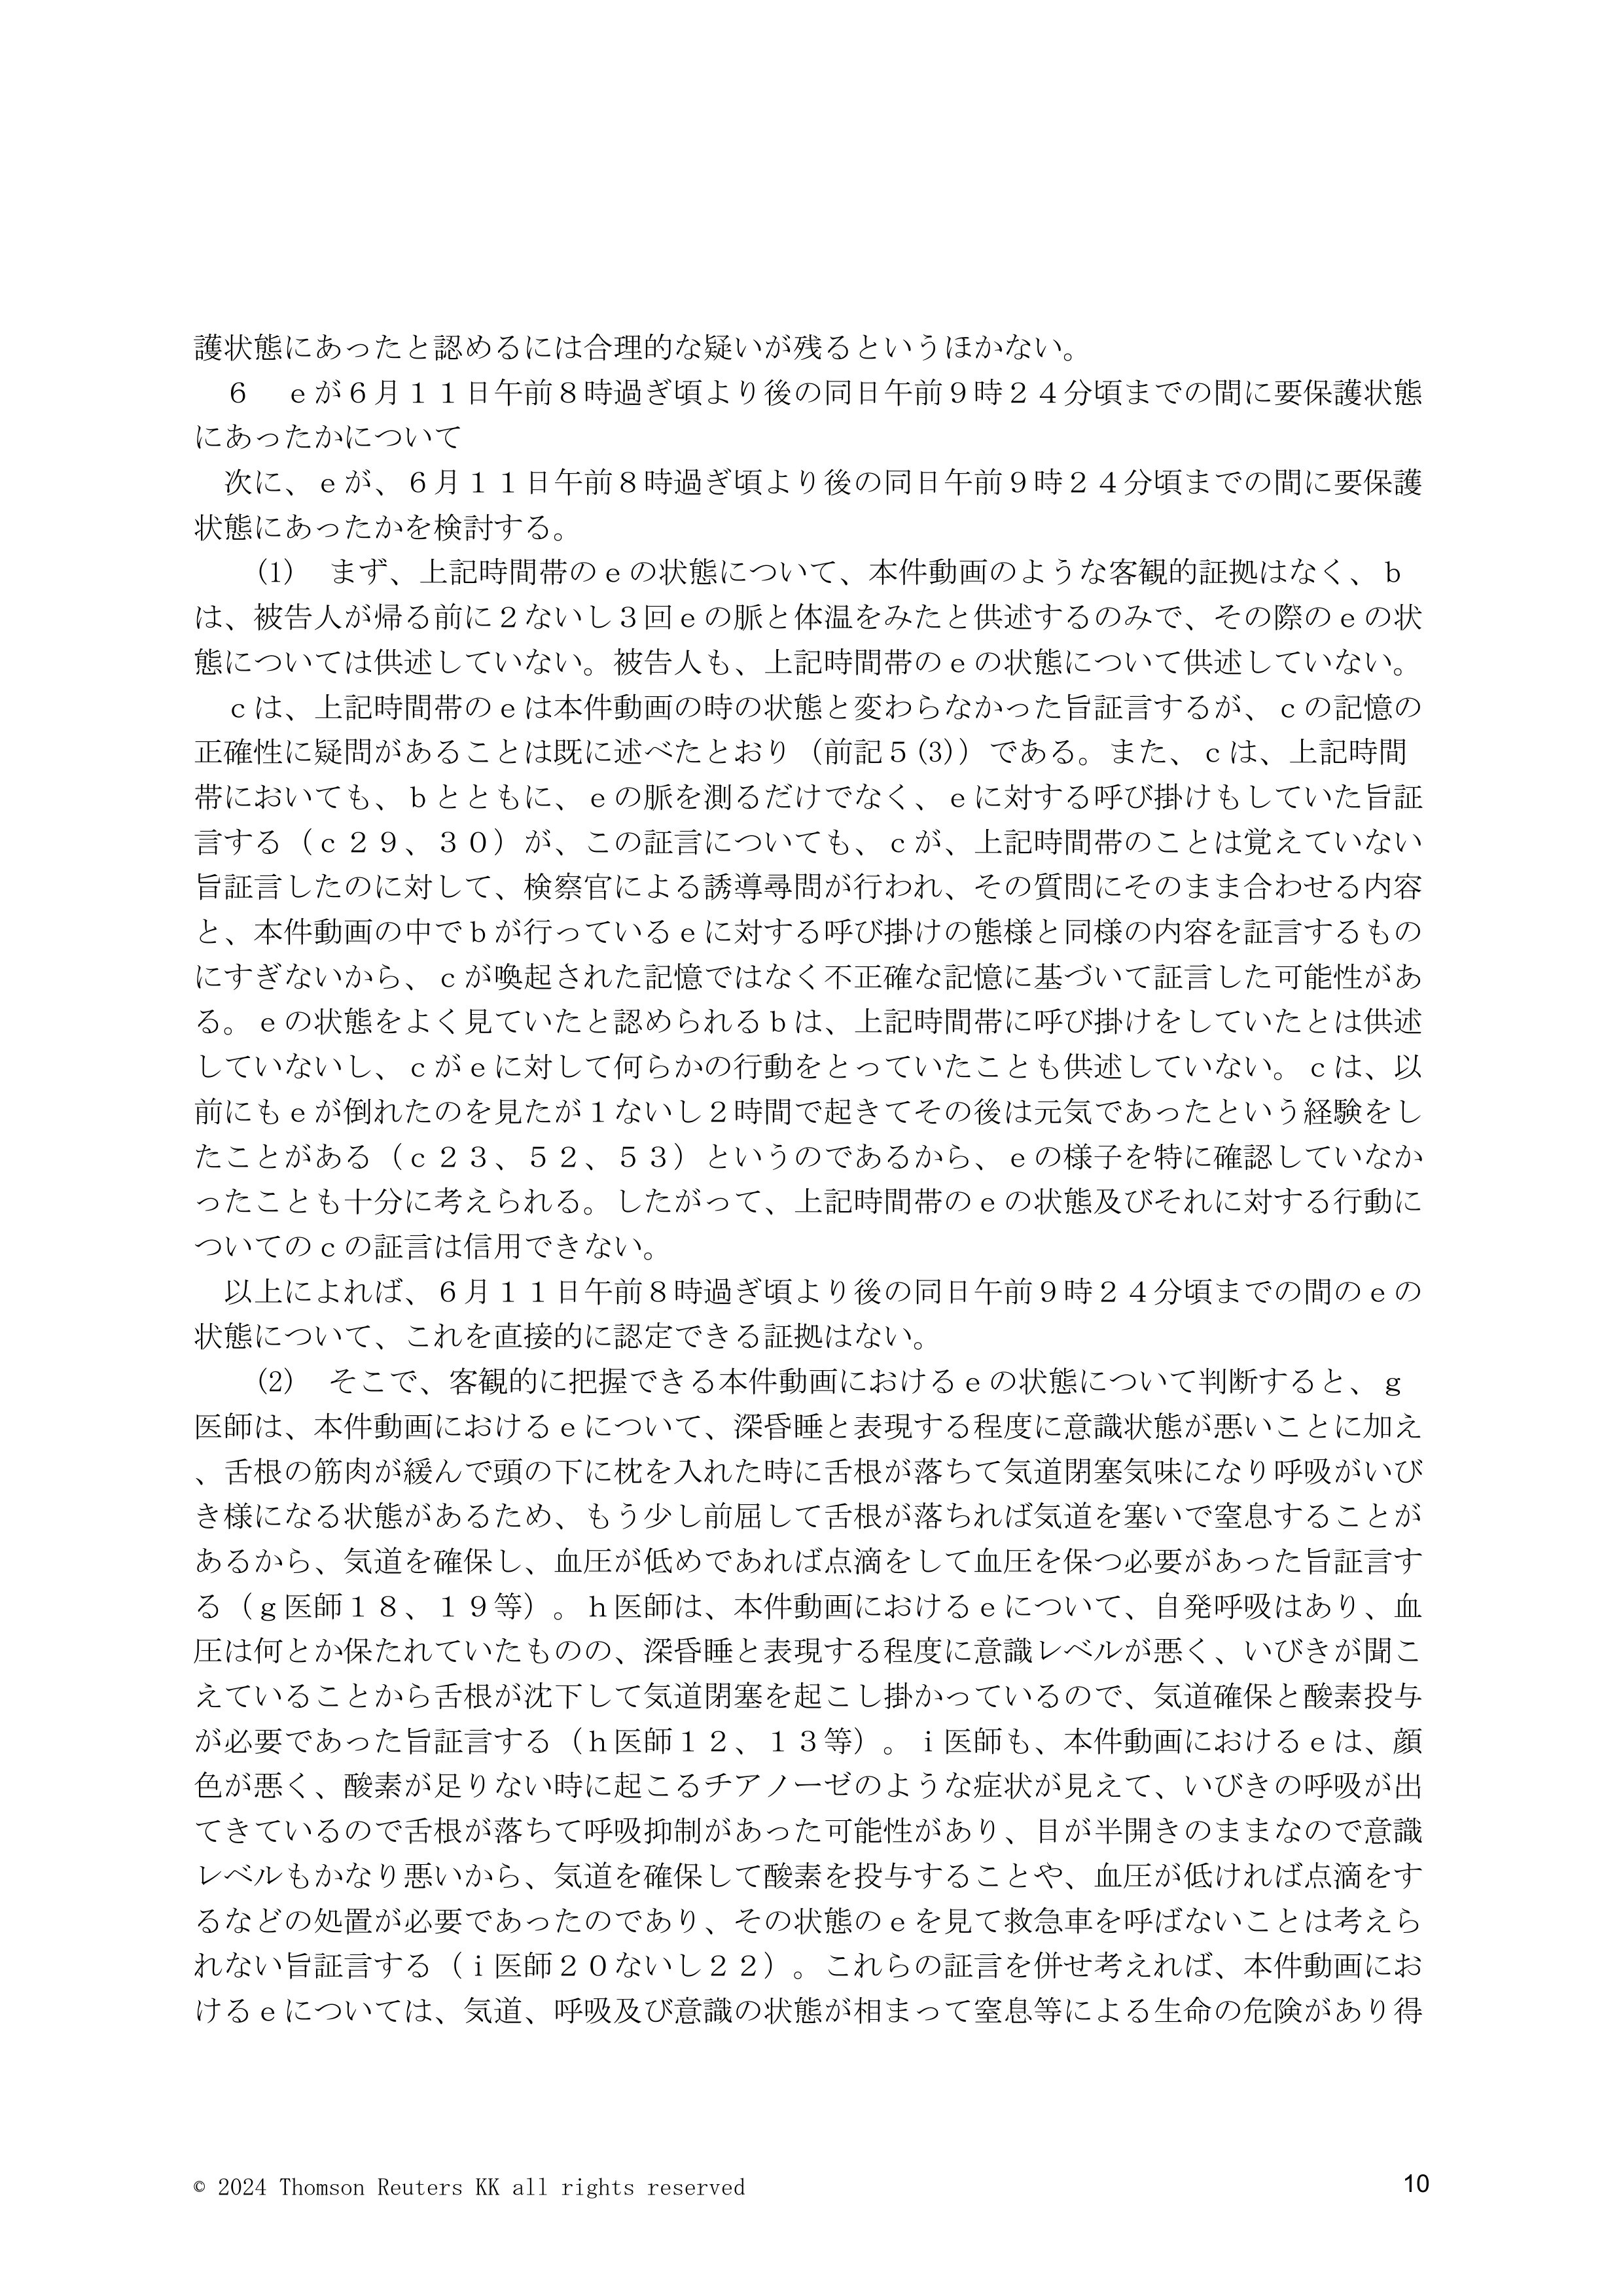 護状態にあったと認めるには合理的な疑いが残るというほかない。
６　ｅが６月１１日午前８時過ぎ頃より後の同日午前９時２４分頃までの間に要保護状態
にあったかについて
次に、ｅが、６月１１日午前８時過ぎ頃より後の同日午前９時２４分頃までの間に要保護
状態にあったかを検討する。
(1)　まず、上記時間帯のｅの状態について、本件動画のような客観的証拠はなく、ｂ
は、被告人が帰る前に２ないし３回ｅの脈と体温をみたと供述するのみで、その際のｅの状
態については供述していない。被告人も、上記時間帯のｅの状態について供述していない。
ｃは、上記時間帯のｅは本件動画の時の状態と変わらなかった旨証言するが、ｃの記憶の
正確性に疑問があることは既に述べたとおり（前記５(3)）である。また、ｃは、上記時間
帯においても、ｂとともに、ｅの脈を測るだけでなく、ｅに対する呼び掛けもしていた旨証
言する（ｃ２９、３０）が、この証言についても、ｃが、上記時間帯のことは覚えていない
旨証言したのに対して、検察官による誘導尋問が行われ、その質問にそのまま合わせる内容
と、本件動画の中でｂが行っているｅに対する呼び掛けの態様と同様の内容を証言するもの
にすぎないから、ｃが喚起された記憶ではなく不正確な記憶に基づいて証言した可能性があ
る。ｅの状態をよく見ていたと認められるｂは、上記時間帯に呼び掛けをしていたとは供述
していないし、ｃがｅに対して何らかの行動をとっていたことも供述していない。ｃは、以
前にもｅが倒れたのを見たが１ないし２時間で起きてその後は元気であったという経験をし
たことがある（ｃ２３、５２、５３）というのであるから、ｅの様子を特に確認していなか
ったことも十分に考えられる。したがって、上記時間帯のｅの状態及びそれに対する行動に
ついてのｃの証言は信用できない。
以上によれば、６月１１日午前８時過ぎ頃より後の同日午前９時２４分頃までの間のｅの
状態について、これを直接的に認定できる証拠はない。
(2)　そこで、客観的に把握できる本件動画におけるｅの状態について判断すると、ｇ
医師は、本件動画におけるｅについて、深昏睡と表現する程度に意識状態が悪いことに加え
、舌根の筋肉が緩んで頭の下に枕を入れた時に舌根が落ちて気道閉塞気味になり呼吸がいび
き様になる状態があるため、もう少し前屈して舌根が落ちれば気道を塞いで窒息することが
あるから、気道を確保し、血圧が低めであれば点滴をして血圧を保つ必要があった旨証言す
る（ｇ医師１８、１９等）。ｈ医師は、本件動画におけるｅについて、自発呼吸はあり、血
圧は何とか保たれていたものの、深昏睡と表現する程度に意識レベルが悪く、いびきが聞こ
えていることから舌根が沈下して気道閉塞を起こし掛かっているので、気道確保と酸素投与
が必要であった旨証言する（ｈ医師１２、１３等）。ｉ医師も、本件動画におけるｅは、顔
色が悪く、酸素が足りない時に起こるチアノーゼのような症状が見えて、いびきの呼吸が出
てきているので舌根が落ちて呼吸抑制があった可能性があり、目が半開きのままなので意識
レベルもかなり悪いから、気道を確保して酸素を投与することや、血圧が低ければ点滴をす
るなどの処置が必要であったのであり、その状態のｅを見て救急車を呼ばないことは考えら
れない旨証言する（ｉ医師２０ないし２２）。これらの証言を併せ考えれば、本件動画にお
けるｅについては、気道、呼吸及び意識の状態が相まって窒息等による生命の危険があり得
© 2024 Thomson Reuters KK all rights reserved
10